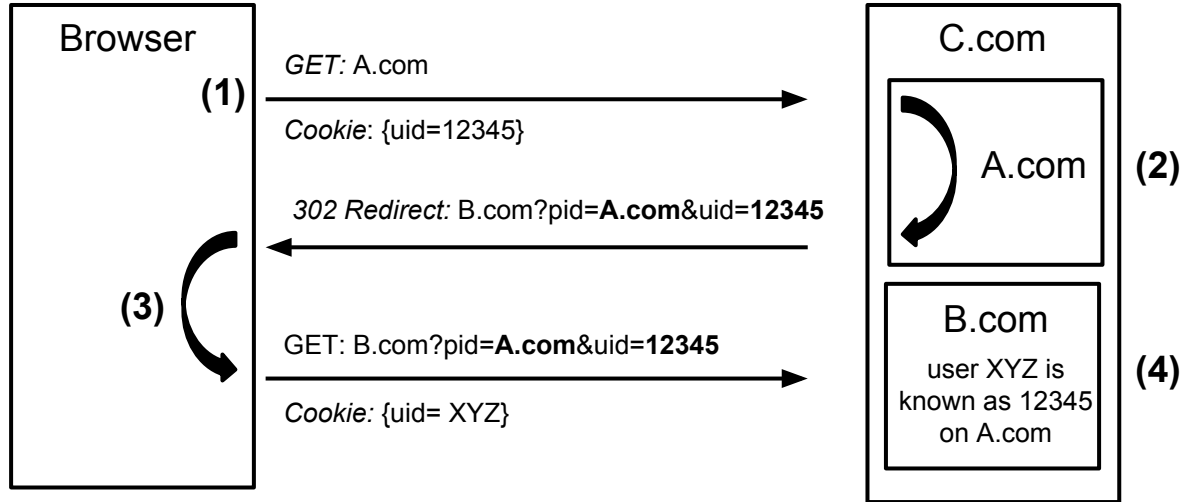 Browser
C.com
(1)
GET: A.com
Cookie: {uid=12345}
A.com
(2)
302 Redirect: B.com?pid=A.com&uid=12345
(3)
GET: B.com?pid=A.com&uid=12345
Cookie: {uid= XYZ}
B.com
user XYZ is
known as 12345
on A.com
(4)